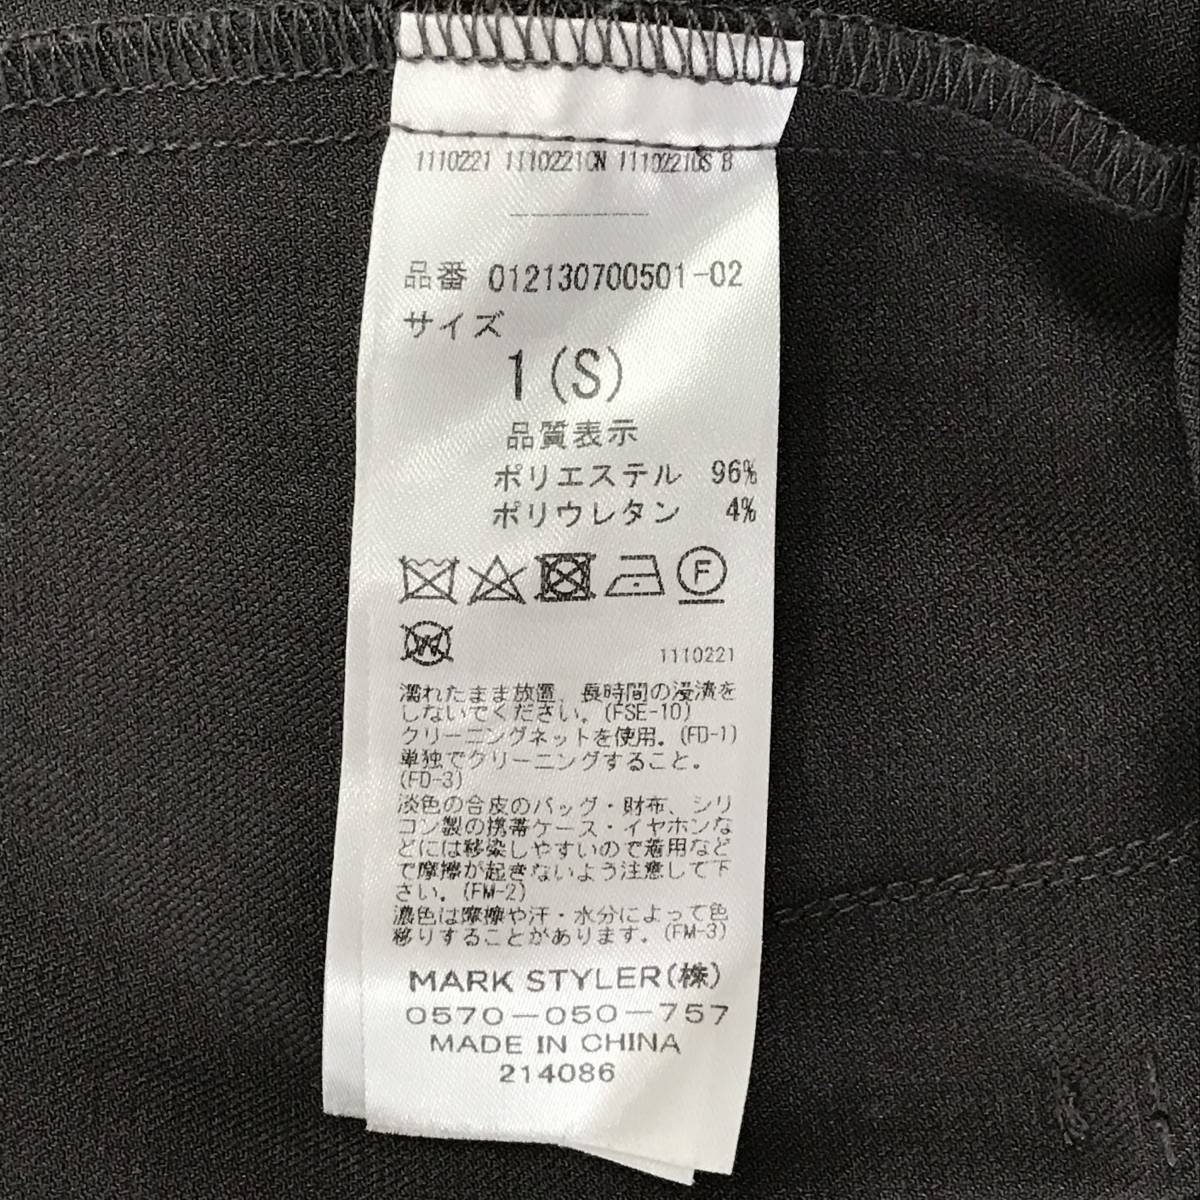 1110221 1110221CN 1110221US B
品番 012130700501-02
サイズ
1(S)
品質表示
ポリエステル 96%
ポリウレタン 4%
F
W
1110221
濡れたまま放置、長時間の浸漬を
しないでください。(FSE-10)
クリーニングネットを使用。(FD-1)
単独でクリーニングすること。
(FD-3)
淡色の合皮のバッグ・財布、シリ
コン製の携帯ケース・イヤホンな
どには移染しやすいので着用など
で摩擦が起きないよう注意して下
さい。(FM-2)
濃色は摩擦や汗・水分によって色
移りすることがあります。(FM-3)
MARK STYLER(株)
0570-050-757
MADE IN CHINA
214086